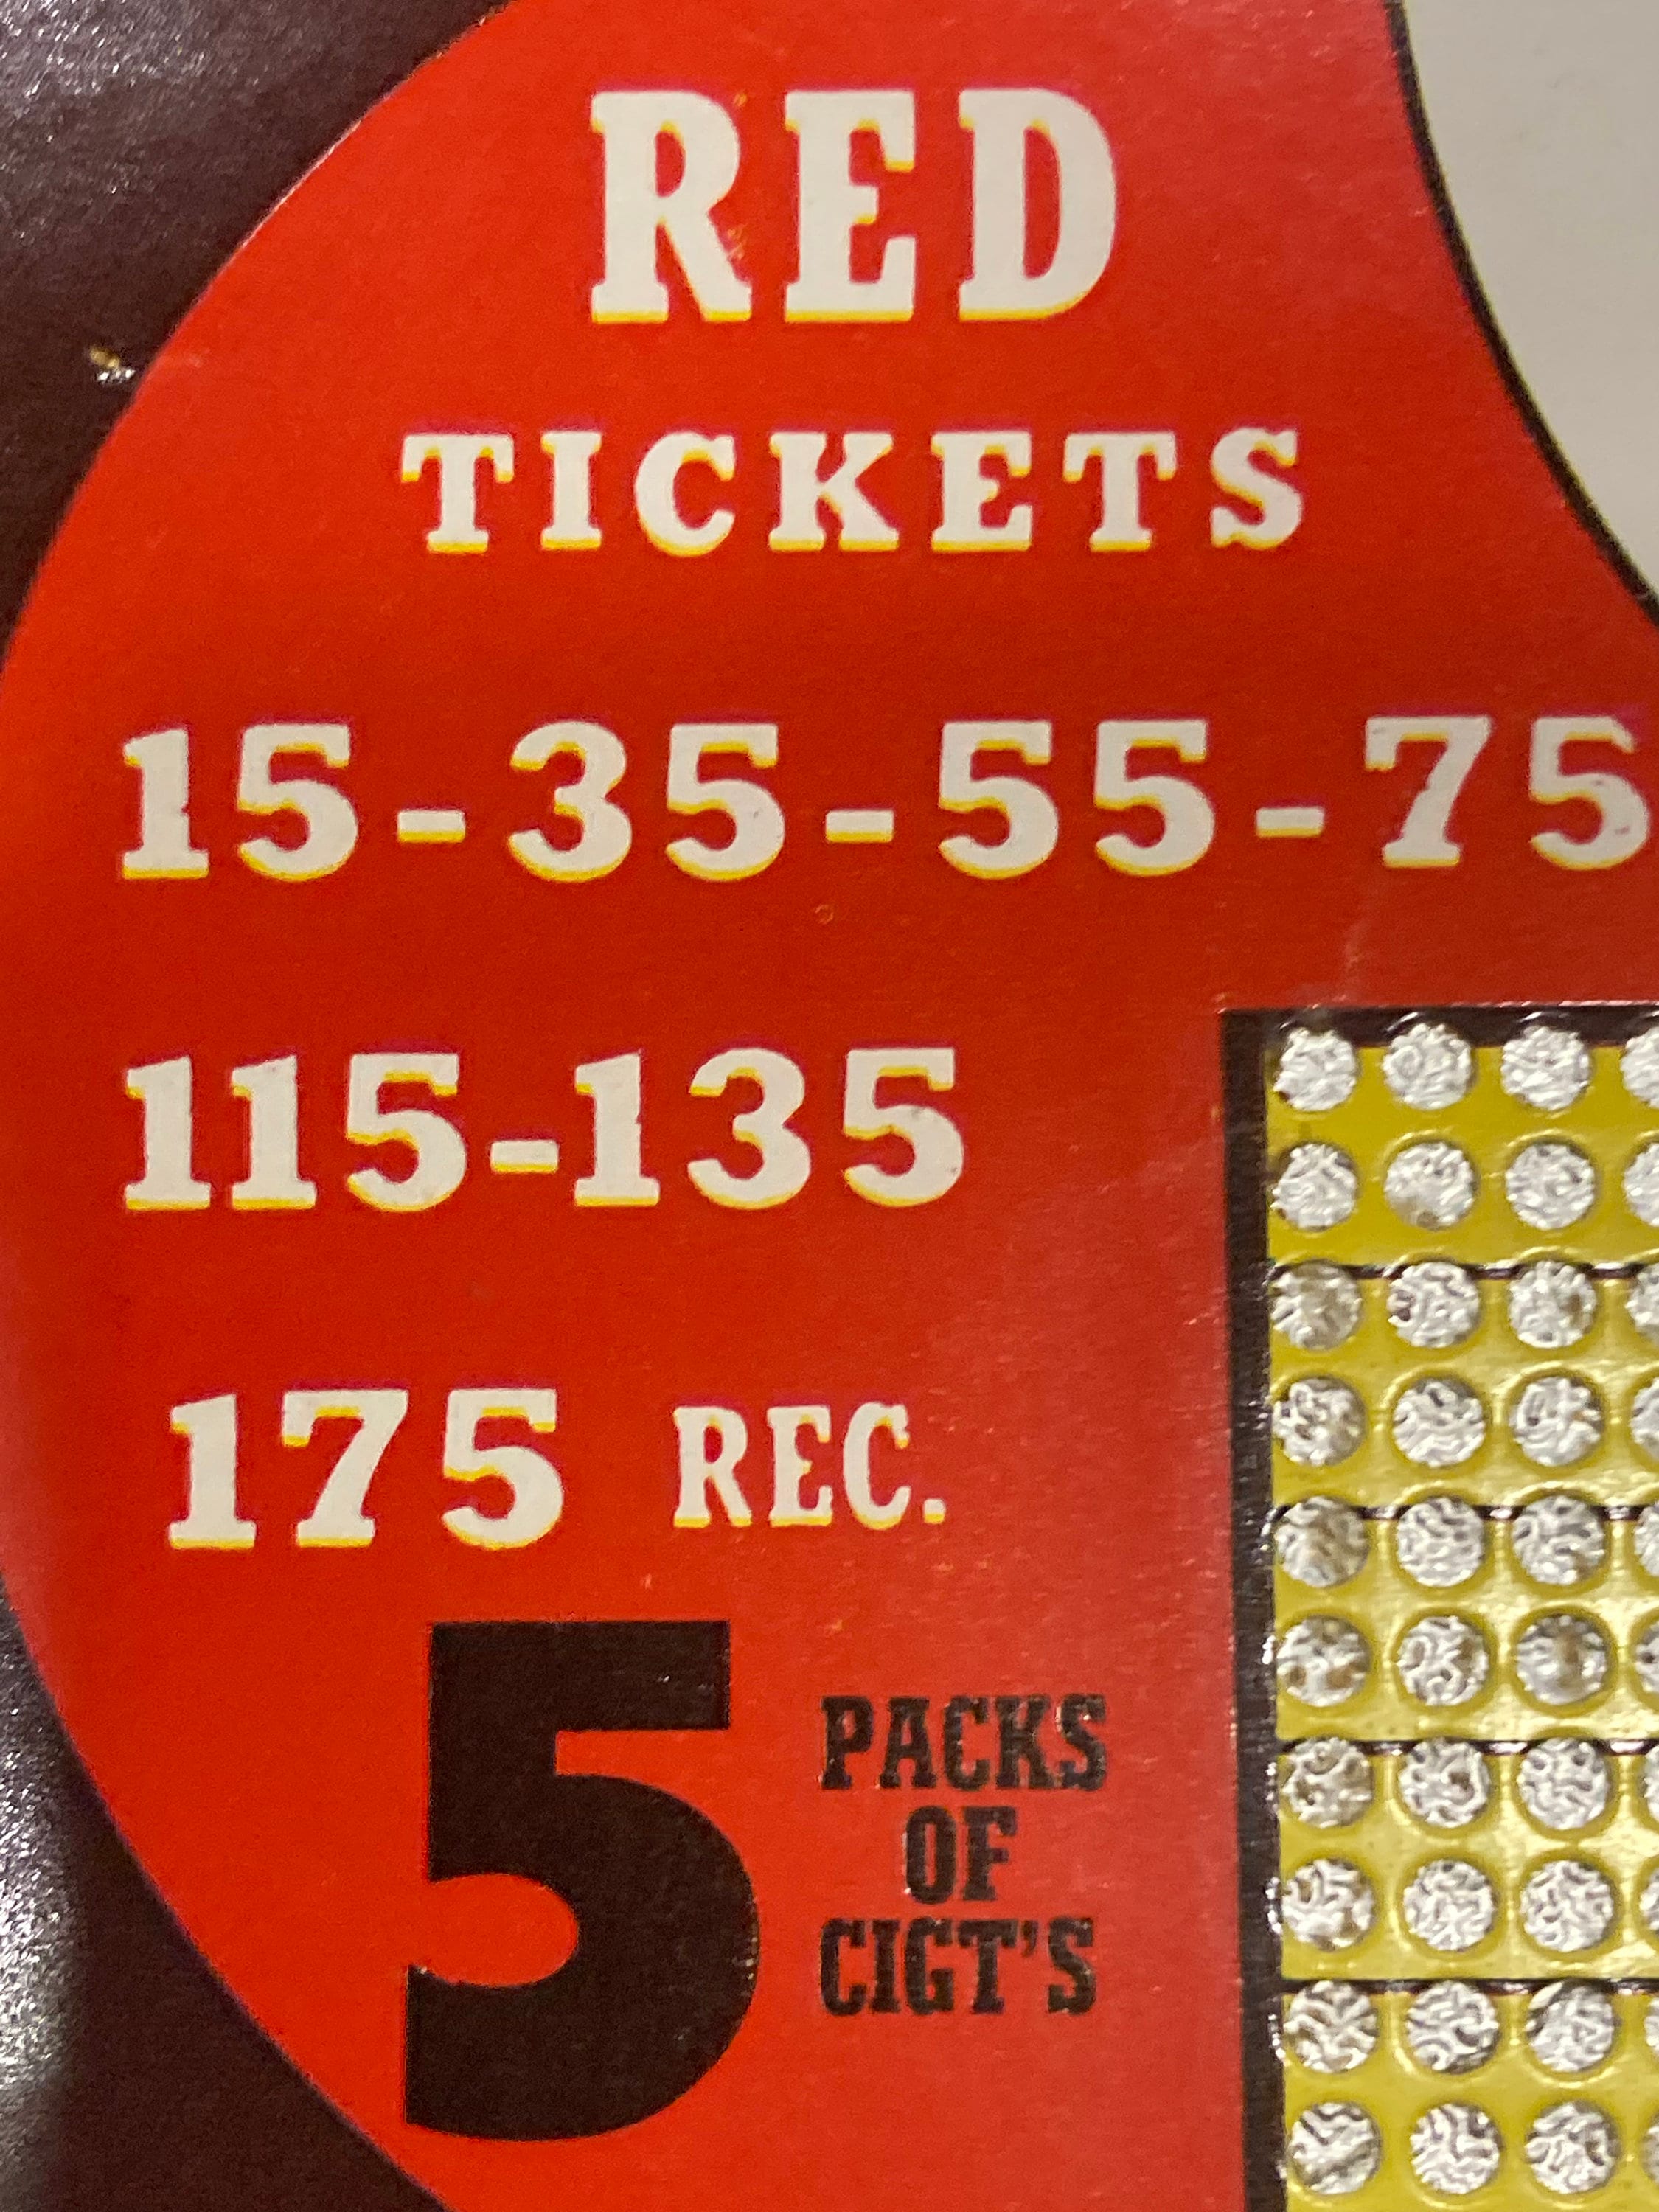 RED
TICKETS
15-35-55-75
115-135
175 REC.
5 PACKS
OF
CIGT'S